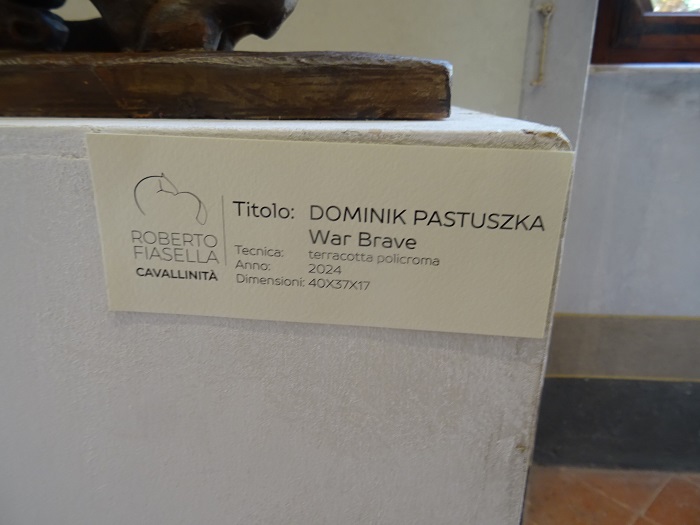 ROBERTO
FIASELLA
CAVALLINITÀ
Titolo: DOMINIK PASTUSZKA
War Brave
Tecnica: terracotta policroma
Anno: 2024
Dimensioni: 40X37X17